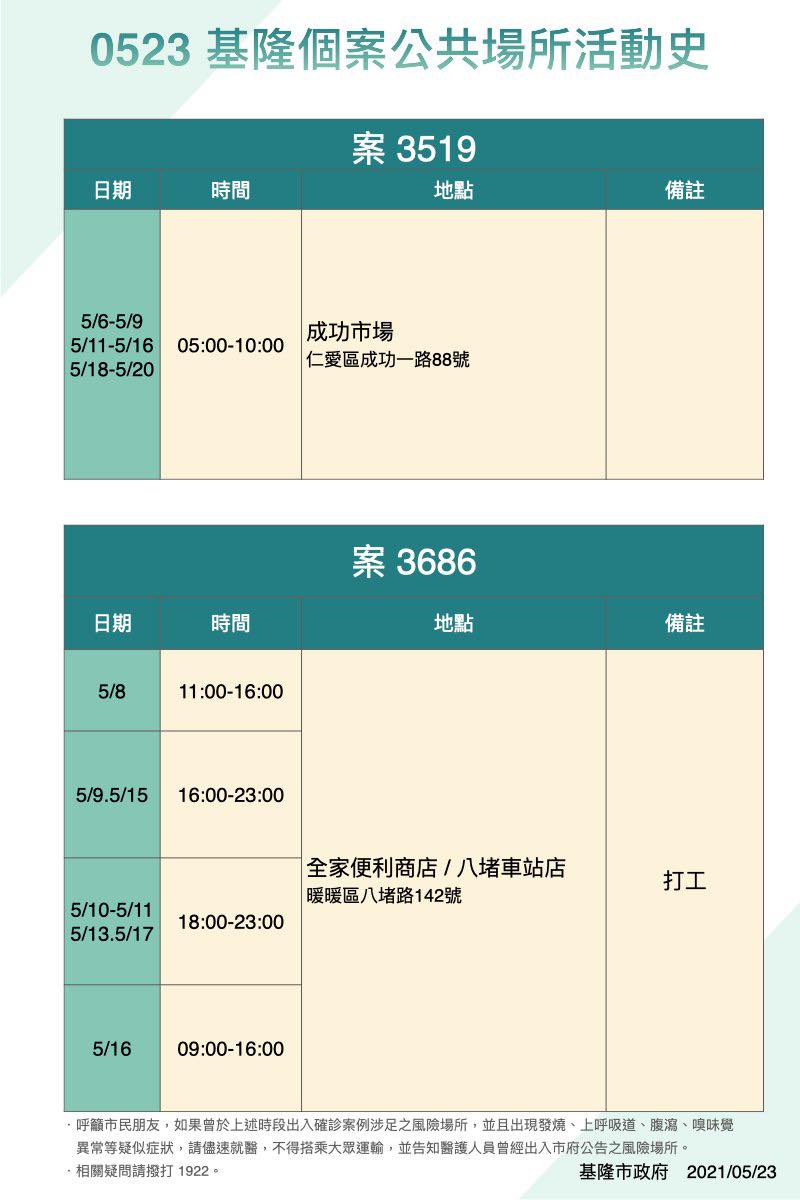 0523 基隆個案公共場所活動史
案 3519
日期 時間 地點 備註
5/6-5/9
5/11-5/16
5/18-5/20
05:00-10:00
成功市場
仁愛區成功一路88號
案 3686
日期 時間 地點 備註
5/8 11:00-16:00
5/9.5/15 16:00-23:00
5/10-5/11
5/13.5/17
18:00-23:00
5/16 09:00-16:00
全家便利商店 / 八堵車站店
暖暖區八堵路142號
打工
· 呼籲市民朋友，如果曾於上述時段出入確診案例涉足之風險場所，並且出現發燒、上呼吸道、腹瀉、嗅味覺
異常等疑似症狀，請儘速就醫，不得搭乘大眾運輸，並告知醫護人員曾經出入市府公告之風險場所。
· 相關疑問請撥打 1922。
基隆市政府 2021/05/23